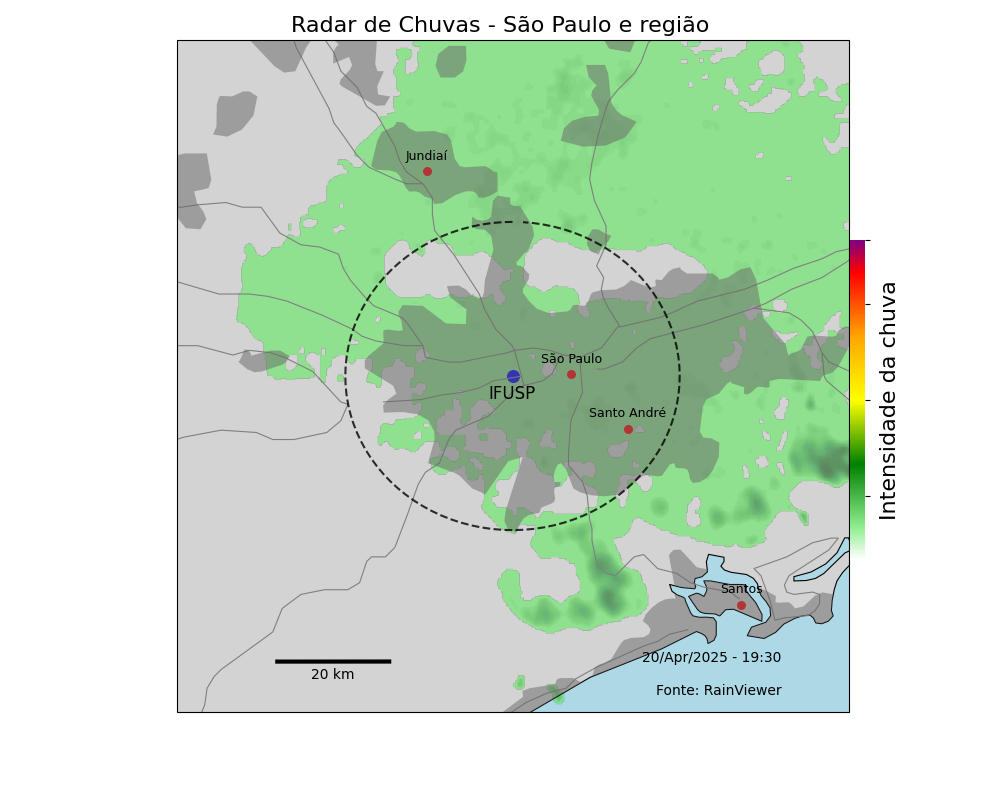 Radar de Chuvas - São Paulo e região
Jundiaí
São Paulo
IFUSP
Santo André
Intensidade da chuva
Santos
20/Apr/2025 - 19:30
20 km
Fonte: RainViewer